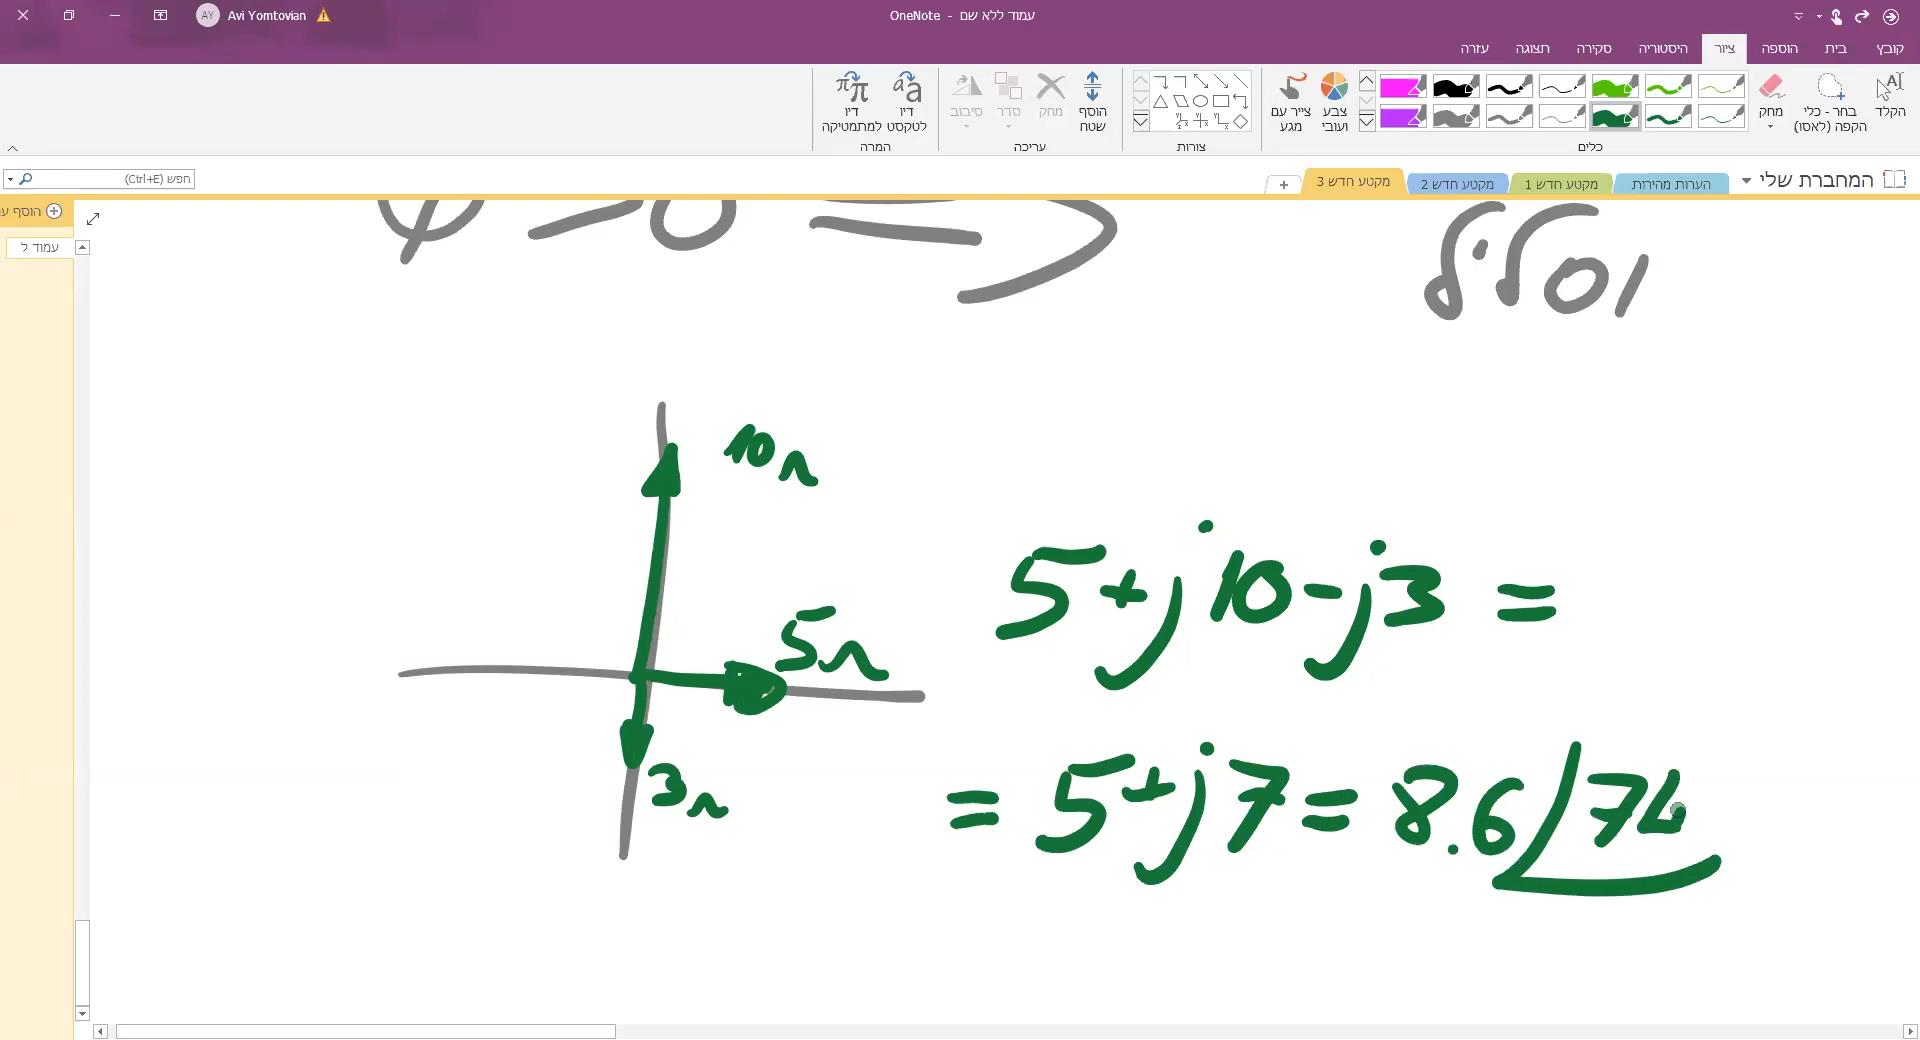 Avi Yomtovian
עמוד ללא שם - OneNote
קובץ
בית
הוספה
ציור
היסטוריה
סקירה
תצוגה
עזרה
הקלד
בחר - כלי הקפה (לאסו)
מחק
כלים
צבע ועובי
צייר עם מגע
צורות
הוסף שטח
מחק
סדר
סיבוב
עריכה
דיו לטקסט
דיו למתמטיקה
המרה
המחברת שלי
הערות מהירות
מקטע חדש 1
מקטע חדש 2
מקטע חדש 3
חפש (Ctrl+E)
הוסף
עמוד ל
10Ω
5Ω
3Ω
5+j10-j3=
=5+j7=8.6∠74